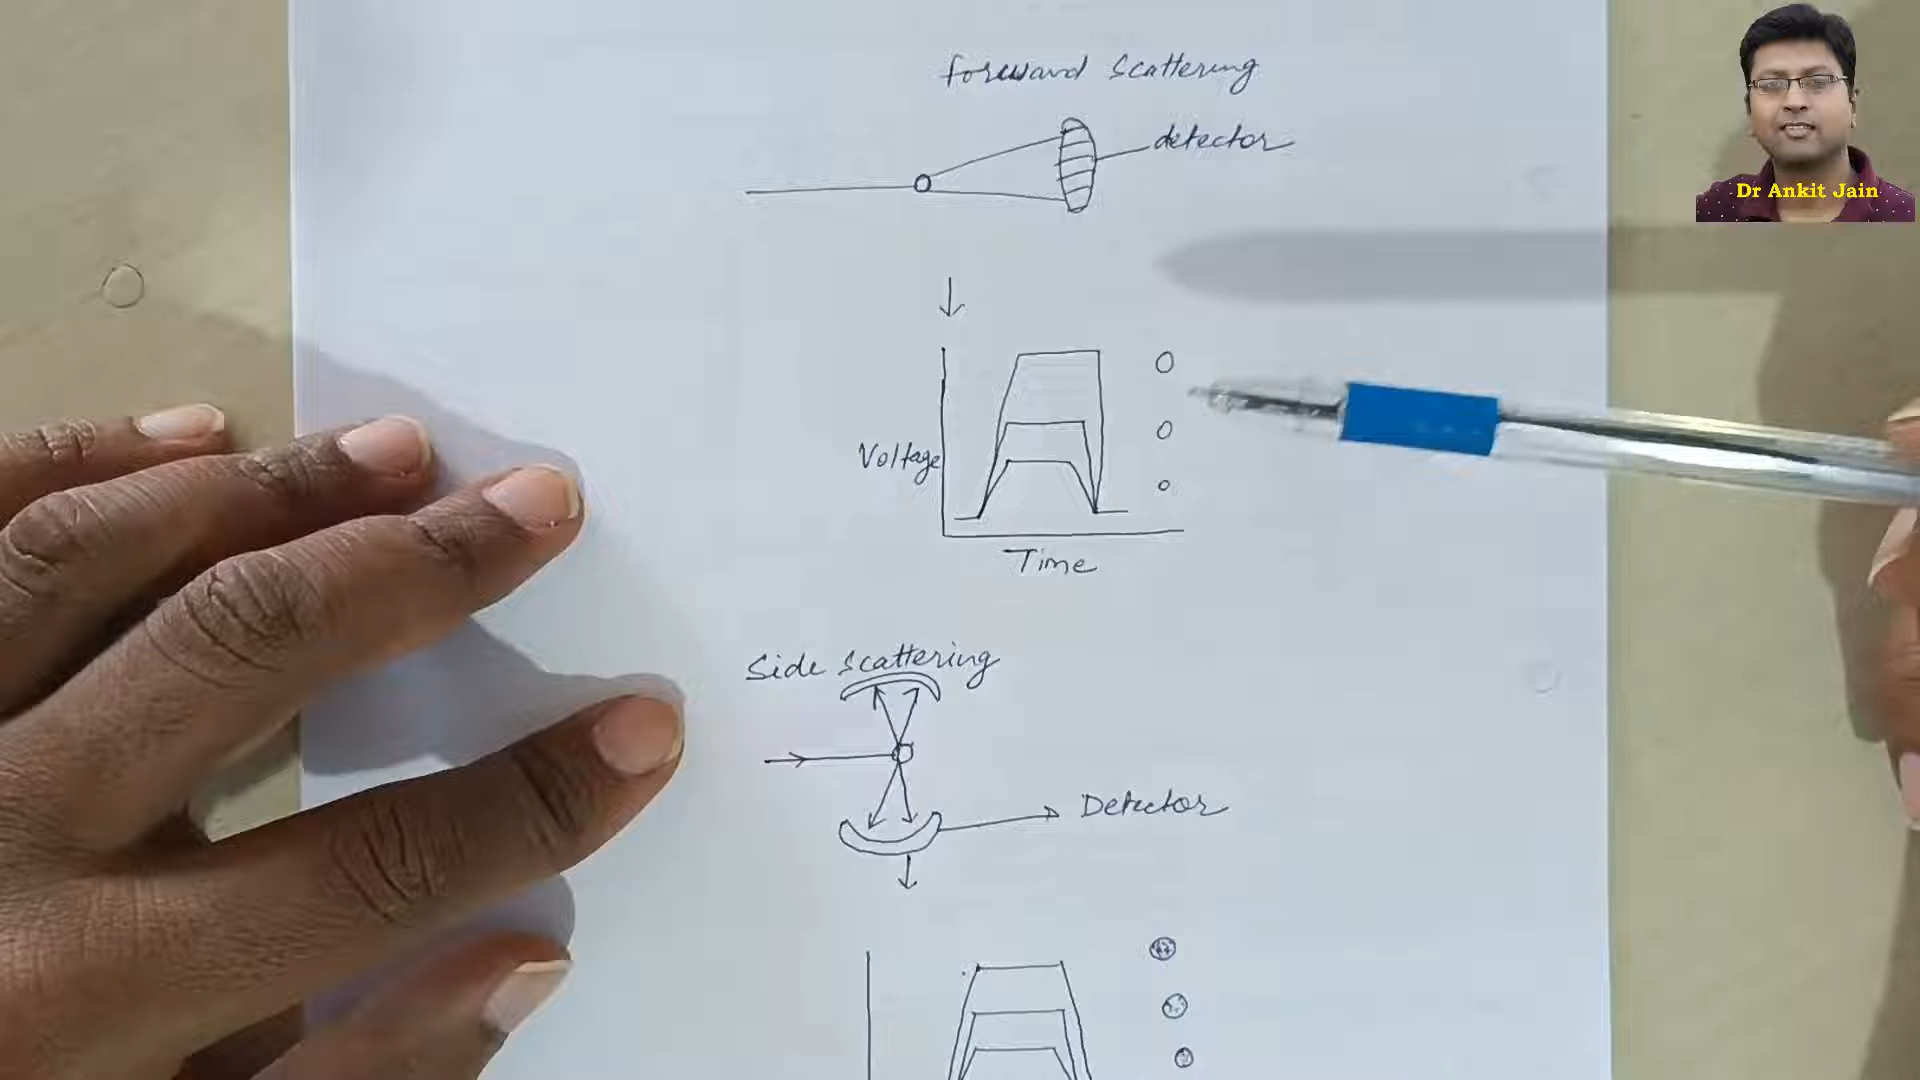 Forward Scattering
detector
Dr Ankit Jain
Voltage
Time
Side Scattering
Detector